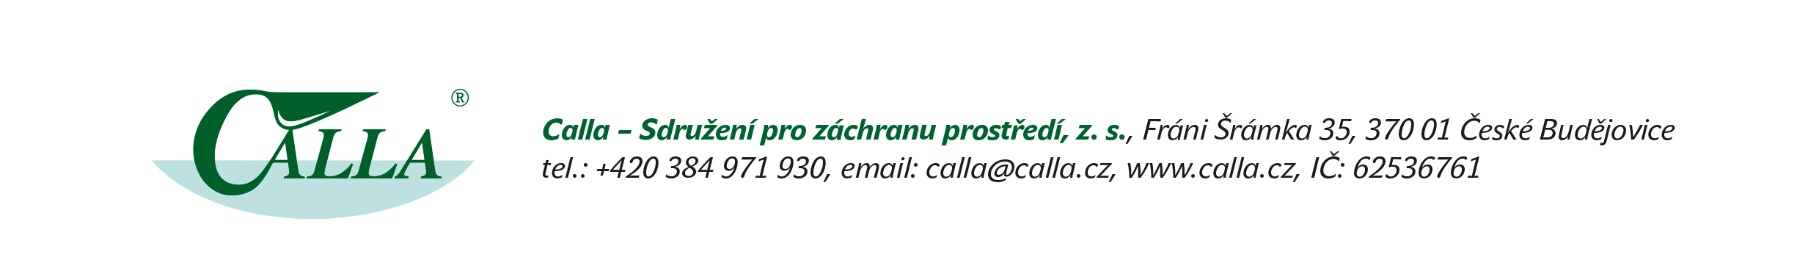 CALLA ®
Calla – Sdružení pro záchranu prostředí, z. s., Fráni Šrámka 35, 370 01 České Budějovice
tel.: +420 384 971 930, email: calla@calla.cz, www.calla.cz, IČ: 62536761